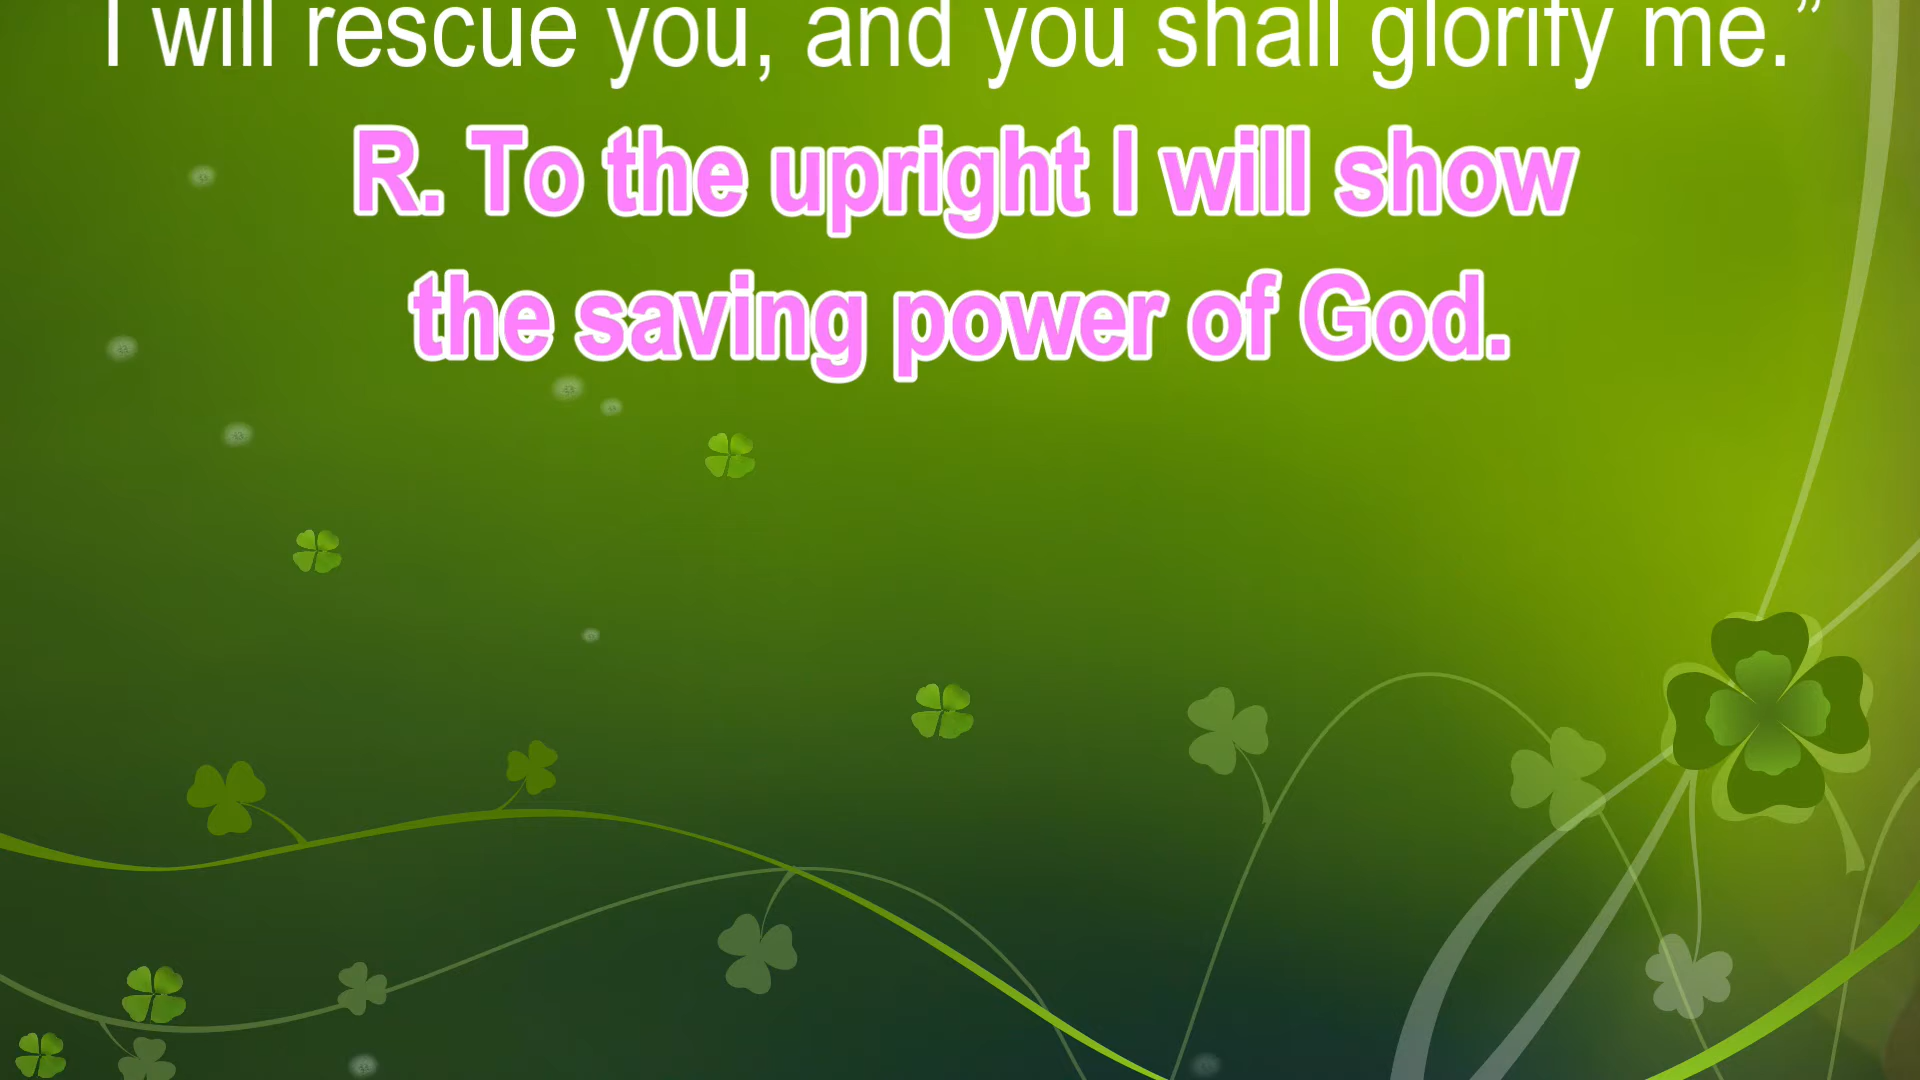 I will rescue you, and you shall glorify me.”
R. To the upright I will show
the saving power of God.